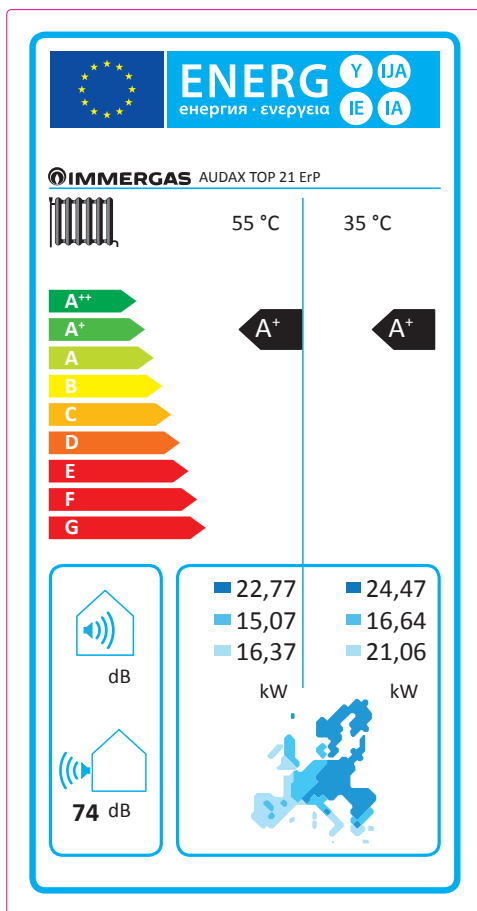 ENERG Y IJA
енергия · ενεργεια IE IA
IMMERGAS AUDAX TOP 21 ErP
55 °C 35 °C
A++
A+ A+ A+
A
B
C
D
E
F
G
22,77 24,47
15,07 16,64
16,37 21,06
kW kW
dB
74 dB